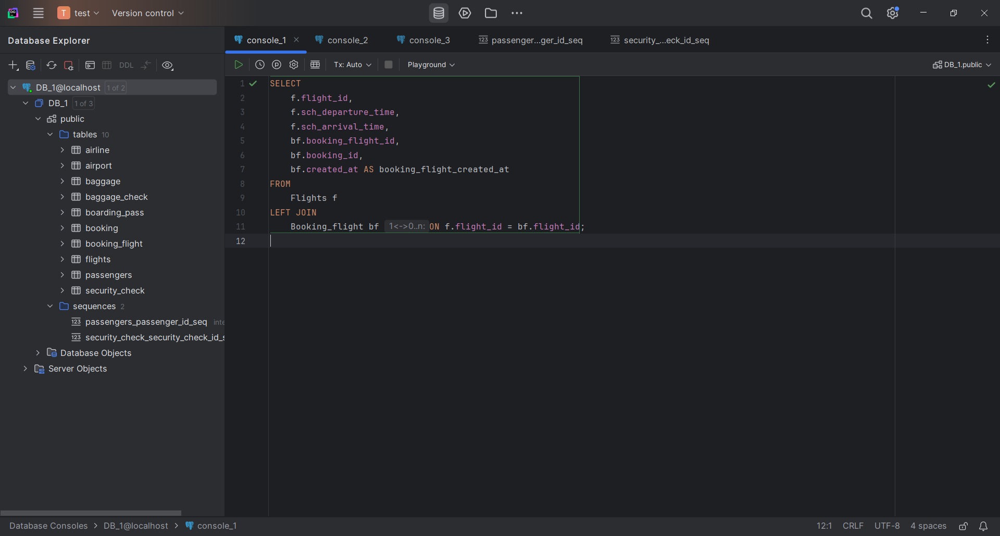 T test Version control
Database Explorer
console_1 console_2 console_3 passenger...ger_id_seq security_...eck_id_seq
DDL
Tx: Auto Playground DB_1.public
DB_1@localhost 1 of 2
DB_1 1 of 3
public
tables 10
airline
airport
baggage
baggage_check
boarding_pass
booking
booking_flight
flights
passengers
security_check
sequences 2
123 passengers_passenger_id_seq inte
123 security_check_security_check_id_s
Database Objects
Server Objects
1 SELECT
2 f.flight_id,
3 f.sch_departure_time,
4 f.sch_arrival_time,
5 bf.booking_flight_id,
6 bf.booking_id,
7 bf.created_at AS booking_flight_created_at
8 FROM
9 Flights f
10 LEFT JOIN
11 Booking_flight bf 1<->0..n: ON f.flight_id = bf.flight_id;
12
Database Consoles > DB_1@localhost > console_1
12:1 CRLF UTF-8 4 spaces